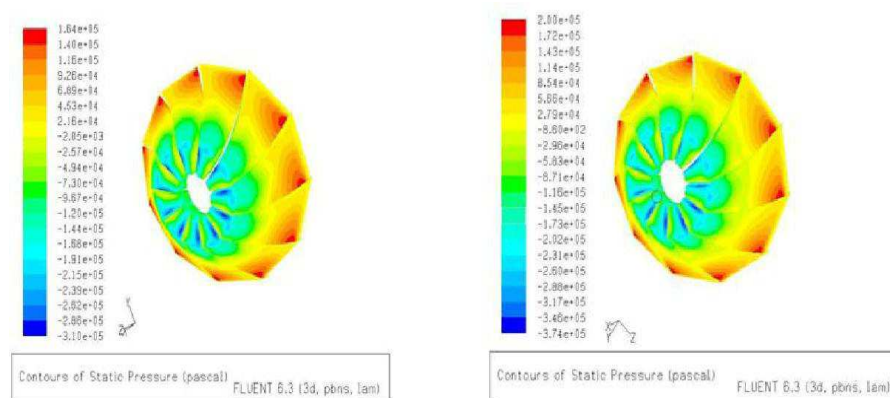 1.64e+05
1.40e+05
1.16e+05
9.26e+04
6.89e+04
4.53e+04
2.16e+04
-2.05e+03
-2.57e+04
-4.94e+04
-7.30e+04
-9.67e+04
-1.20e+05
-1.44e+05
-1.68e+05
-1.91e+05
-2.15e+05
-2.39e+05
-2.62e+05
-2.86e+05
-3.10e+05
Y
Z
Contours of Static Pressure (pascal)
FLUENT 6.3 (3d, pbns, lam)
2.00e+05
1.72e+05
1.43e+05
1.14e+05
8.54e+04
5.66e+04
2.79e+04
-8.60e+02
-2.96e+04
-5.83e+04
-8.71e+04
-1.16e+05
-1.45e+05
-1.73e+05
-2.02e+05
-2.31e+05
-2.60e+05
-2.88e+05
-3.17e+05
-3.46e+05
-3.74e+05
X
Y Z
Contours of Static Pressure (pascal)
FLUENT 6.3 (3d, pbns, lam)